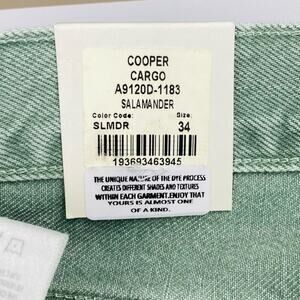 COOPER
CARGO
A9120D-1183
SALAMANDER
Color Code: Size:
SLMDR 34
193693463945
THE UNIQUE NATURE OF THE DYE PROCESS
CREATES DIFFERENT SHADES AND TEXTURES
WITHIN EACH GARMENT.ENJOY THAT
YOURS IS ALMOST ONE
OF A KIND.